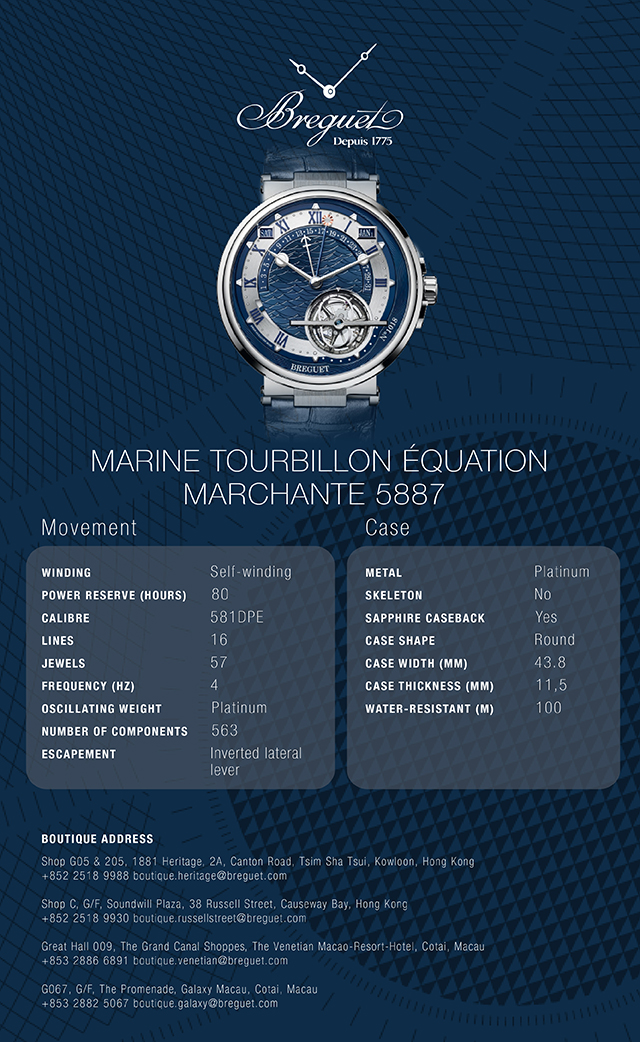 Breguet
Depuis 1775
XII
SAT
JAN
BREGUET
MARINE TOURBILLON ÉQUATION
MARCHANTE 5887
Movement
WINDING Self-winding
POWER RESERVE (HOURS) 80
CALIBRE 581DPE
LINES 16
JEWELS 57
FREQUENCY (HZ) 4
OSCILLATING WEIGHT Platinum
NUMBER OF COMPONENTS 563
ESCAPEMENT Inverted lateral
lever
Case
METAL Platinum
SKELETON No
SAPPHIRE CASEBACK Yes
CASE SHAPE Round
CASE WIDTH (MM) 43.8
CASE THICKNESS (MM) 11,5
WATER-RESISTANT (M) 100
BOUTIQUE ADDRESS
Shop G05 & 205, 1881 Heritage, 2A, Canton Road, Tsim Sha Tsui, Kowloon, Hong Kong
+852 2518 9988 boutique.heritage@breguet.com
Shop C, G/F, Soundwill Plaza, 38 Russell Street, Causeway Bay, Hong Kong
+852 2518 9930 boutique.russellstreet@breguet.com
Great Hall 009, The Grand Canal Shoppes, The Venetian Macao-Resort-Hotel, Cotai, Macau
+853 2886 6891 boutique.venetian@breguet.com
G067, G/F, The Promenade, Galaxy Macau, Cotai, Macau
+853 2882 5067 boutique.galaxy@breguet.com